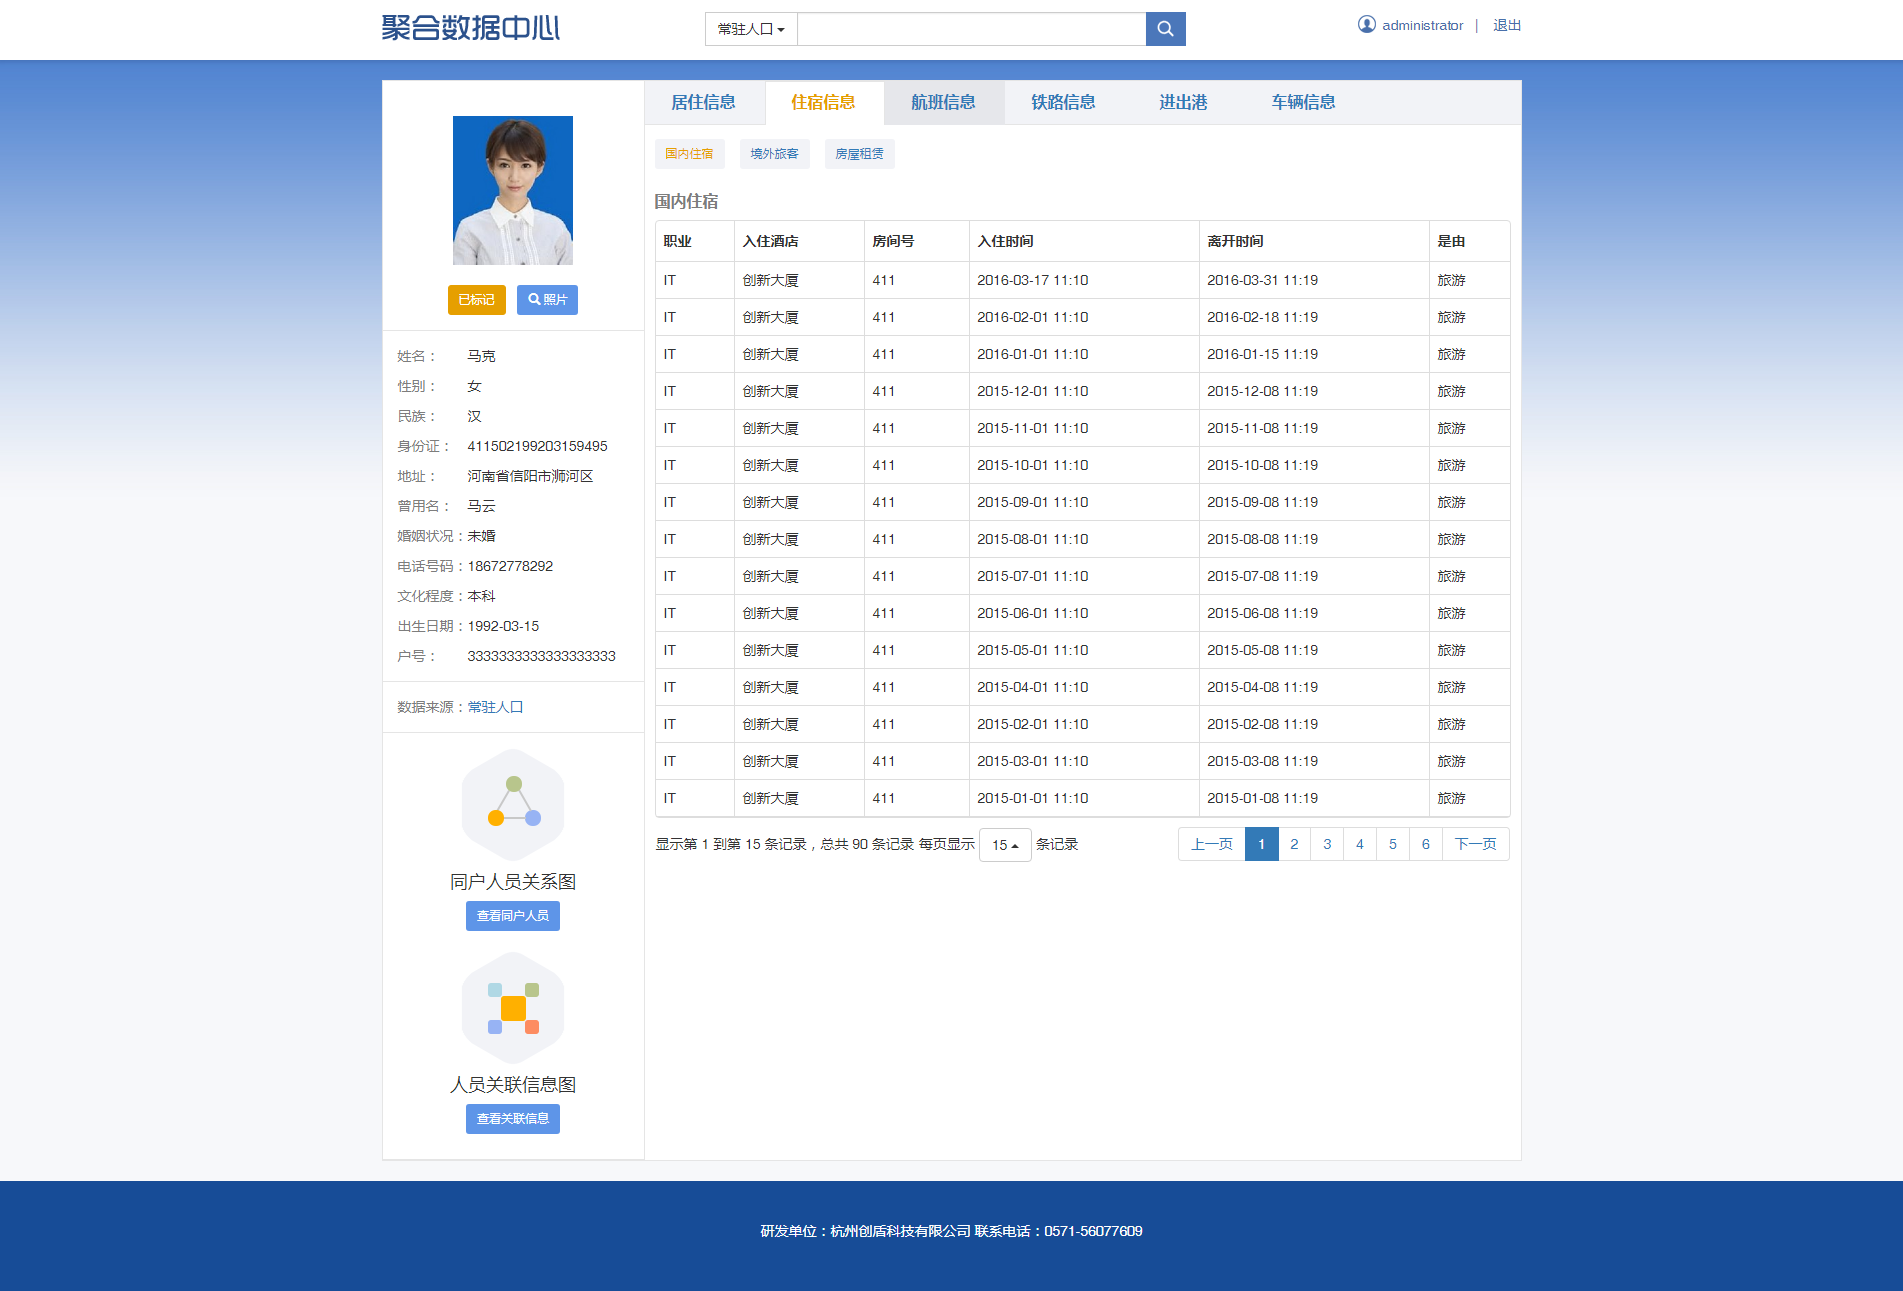 聚合数据中心
常驻人口
administrator | 退出
居住信息 住宿信息 航班信息 铁路信息 进出港 车辆信息
国内住宿 境外旅客 房屋租赁
已标记 照片
姓名： 马克
性别： 女
民族： 汉
身份证： 411502199203159495
地址： 河南省信阳市浉河区
曾用名： 马云
婚姻状况：未婚
电话号码：18672778292
文化程度：本科
出生日期：1992-03-15
户号： 3333333333333333333
数据来源：常驻人口
同户人员关系图
查看同户人员
人员关联信息图
查看关联信息
国内住宿
职业 入住酒店 房间号 入住时间 离开时间 是由
IT 创新大厦 411 2016-03-17 11:10 2016-03-31 11:19 旅游
IT 创新大厦 411 2016-02-01 11:10 2016-02-18 11:19 旅游
IT 创新大厦 411 2016-01-01 11:10 2016-01-15 11:19 旅游
IT 创新大厦 411 2015-12-01 11:10 2015-12-08 11:19 旅游
IT 创新大厦 411 2015-11-01 11:10 2015-11-08 11:19 旅游
IT 创新大厦 411 2015-10-01 11:10 2015-10-08 11:19 旅游
IT 创新大厦 411 2015-09-01 11:10 2015-09-08 11:19 旅游
IT 创新大厦 411 2015-08-01 11:10 2015-08-08 11:19 旅游
IT 创新大厦 411 2015-07-01 11:10 2015-07-08 11:19 旅游
IT 创新大厦 411 2015-06-01 11:10 2015-06-08 11:19 旅游
IT 创新大厦 411 2015-05-01 11:10 2015-05-08 11:19 旅游
IT 创新大厦 411 2015-04-01 11:10 2015-04-08 11:19 旅游
IT 创新大厦 411 2015-02-01 11:10 2015-02-08 11:19 旅游
IT 创新大厦 411 2015-03-01 11:10 2015-03-08 11:19 旅游
IT 创新大厦 411 2015-01-01 11:10 2015-01-08 11:19 旅游
显示第 1 到第 15 条记录，总共 90 条记录 每页显示 15 条记录
上一页 1 2 3 4 5 6 下一页
研发单位：杭州创盾科技有限公司 联系电话：0571-56077609